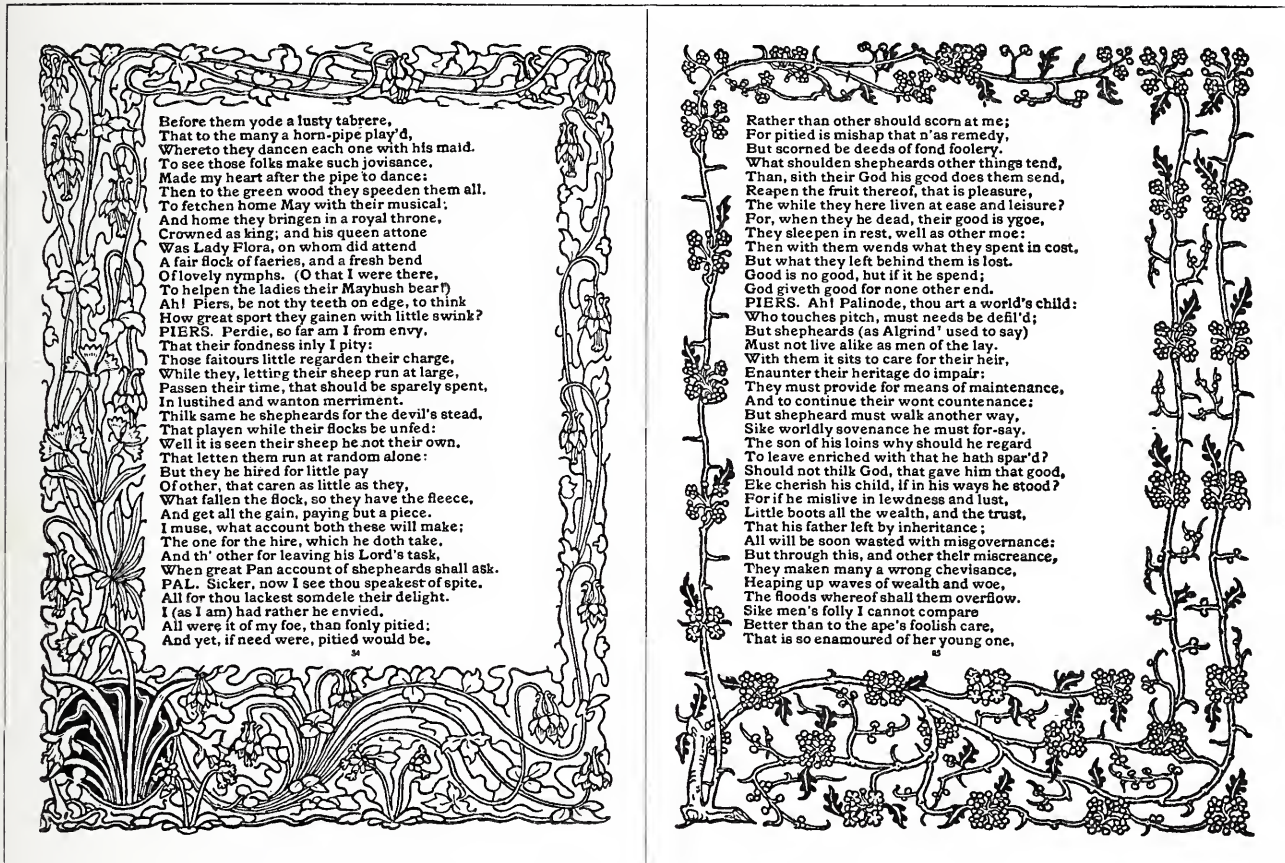 Before them yode a lusty tabrere,
That to the many a horn-pipe play'd,
Whereto they dancen each one with his maid.
To see those folks make such jovisance,
Made my heart after the pipe to dance:
Then to the green wood they speeden them all,
To fetchen home May with their musical;
And home they bringen in a royal throne,
Crowned as king; and his queen attone
Was Lady Flora, on whom did attend
A fair flock of faeries, and a fresh bend
Of lovely nymphs. (O that I were there,
To helpen the ladies their Maybush bear!)
Ah! Piers, be not thy teeth on edge, to think
How great sport they gainen with little swink?
PIERS. Perdie, so far am I from envy,
That their fondness inly I pity:
Those faitours little regarden their charge,
While they, letting their sheep run at large,
Passen their time, that should be sparely spent,
In lustihed and wanton merriment.
Thilk same be shepheards for the devil's stead,
That playen while their flocks be unfed:
Well it is seen their sheep be not their own,
That letten them run at random alone:
But they be hired for little pay
Of other, that caren as little as they,
What fallen the flock, so they have the fleece,
And get all the gain, paying but a piece.
I muse, what account both these will make;
The one for the hire, which he doth take,
And th' other for leaving his Lord's task,
When great Pan account of shepheards shall ask.
PAL. Sicker, now I see thou speakest of spite,
All for thou lackest somdele their delight.
I (as I am) had rather be envied,
All were it of my foe, than fonly pitied;
And yet, if need were, pitied would be,
54
Rather than other should scorn at me;
For pitied is mishap that n'as remedy,
But scorned be deeds of fond foolery.
What shoulden shepheards other things tend,
Than, sith their God his good does them send,
Reapen the fruit thereof, that is pleasure,
The while they here liven at ease and leisure?
For, when they be dead, their good is ygoe,
They sleepen in rest, well as other moe:
Then with them wends what they spent in cost,
But what they left behind them is lost.
Good is no good, but if it be spend;
God giveth good for none other end.
PIERS. Ah! Palinode, thou art a world's child:
Who touches pitch, must needs be defil'd;
But shepheards (as Algrind' used to say)
Must not live alike as men of the lay.
With them it sits to care for their heir,
Enaunter their heritage do impair:
They must provide for means of maintenance,
And to continue their wont countenance:
But shepheard must walk another way,
Sike worldly sovenance he must for-say.
The son of his loins why should he regard
To leave enriched with that he hath spar'd?
Should not thilk God, that gave him that good,
Eke cherish his child, if in his ways he stood?
For if he mislive in lewdness and lust,
Little boots all the wealth, and the trust,
That his father left by inheritance;
All will be soon wasted with misgovernance:
But through this, and other their miscreance,
They maken many a wrong chevisance,
Heaping up waves of wealth and woe,
The floods whereof shall them overflow.
Sike men's folly I cannot compare
Better than to the ape's foolish care,
That is so enamoured of her young one,